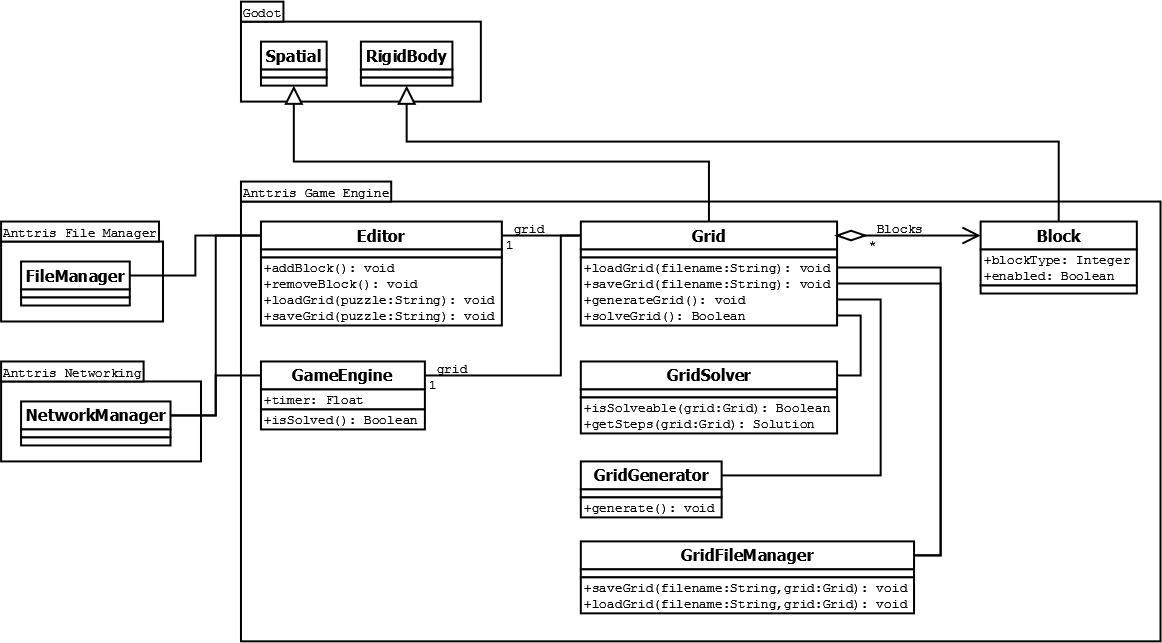 Godot
Spatial
RigidBody
Anttris Game Engine
Anttris File Manager
FileManager
Anttris Networking
NetworkManager
Editor
+addBlock(): void
+removeBlock(): void
+loadGrid(puzzle:String): void
+saveGrid(puzzle:String): void
grid
1
GameEngine
+timer: Float
+isSolved(): Boolean
grid
1
Grid
+loadGrid(filename:String): void
+saveGrid(filename:String): void
+generateGrid(): void
+solveGrid(): Boolean
Blocks
*
Block
+blockType: Integer
+enabled: Boolean
GridSolver
+isSolveable(grid:Grid): Boolean
+getSteps(grid:Grid): Solution
GridGenerator
+generate(): void
GridFileManager
+saveGrid(filename:String,grid:Grid): void
+loadGrid(filename:String,grid:Grid): void